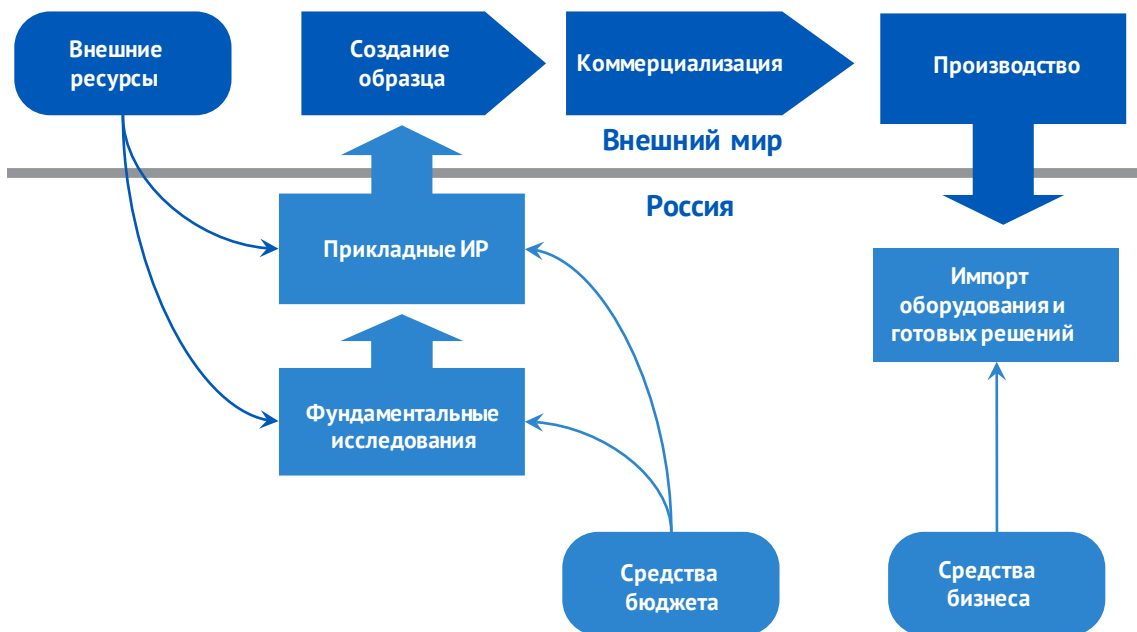 Внешние
ресурсы
Создание
образца
Коммерциализация
Производство
Внешний мир
Россия
Прикладные ИР
Импорт
оборудования и
готовых решений
Фундаментальные
исследования
Средства
бюджета
Средства
бизнеса